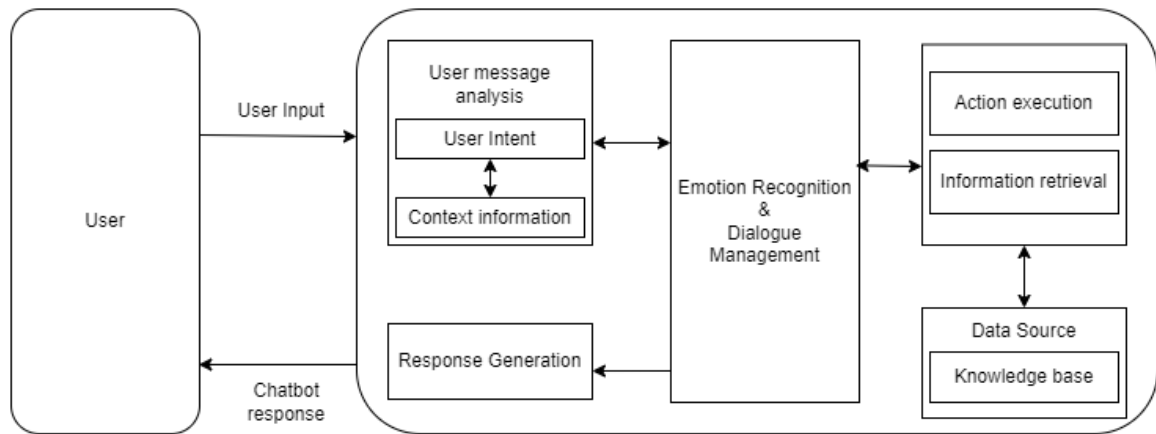 User
User Input
Chatbot
response
User message
analysis
User Intent
Context information
Response Generation
Emotion Recognition
&
Dialogue
Management
Action execution
Information retrieval
Data Source
Knowledge base